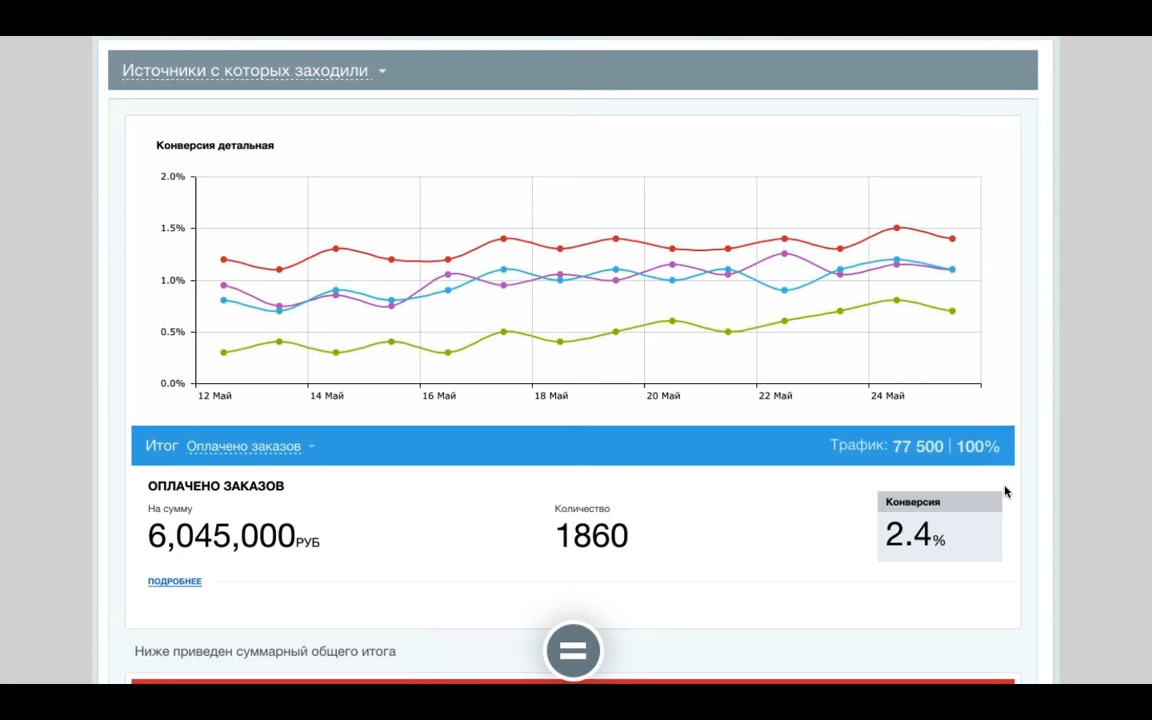 Источники с которых заходили
Конверсия детальная
2.0%
1.5%
1.0%
0.5%
0.0%
12 Май 14 Май 16 Май 18 Май 20 Май 22 Май 24 Май
Итог Оплачено заказов Трафик: 77 500 | 100%
ОПЛАЧЕНО ЗАКАЗОВ
На сумму Количество Конверсия
6,045,000РУБ 1860 2.4%
ПОДРОБНЕЕ
Ниже приведен суммарный общего итога